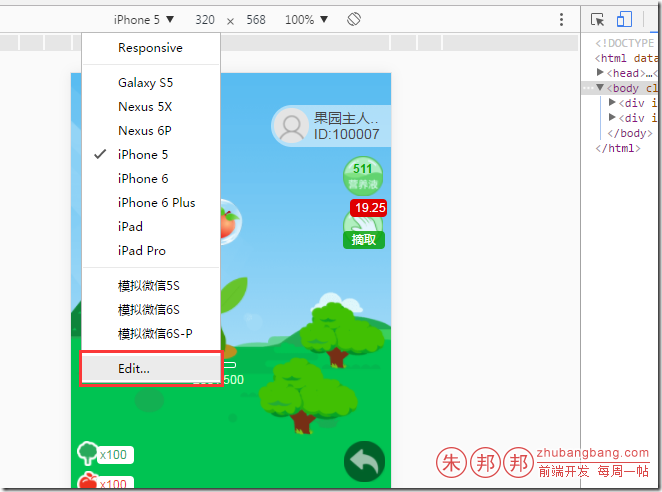 iPhone 5 ▼ 320 × 568 100% ▼
Responsive
Galaxy S5
Nexus 5X
Nexus 6P
iPhone 5
iPhone 6
iPhone 6 Plus
iPad
iPad Pro
模拟微信5S
模拟微信6S
模拟微信6S-P
Edit...
果园主人..
ID:100007
511
营养液
19.25
摘取
x100
x100
<!DOCTYPE
<html data
▶<head>…<
▼<body cl
▶<div i
▶<div i
</body>
</html>
朱邦邦
zhubangbang.com
前端开发 每周一帖